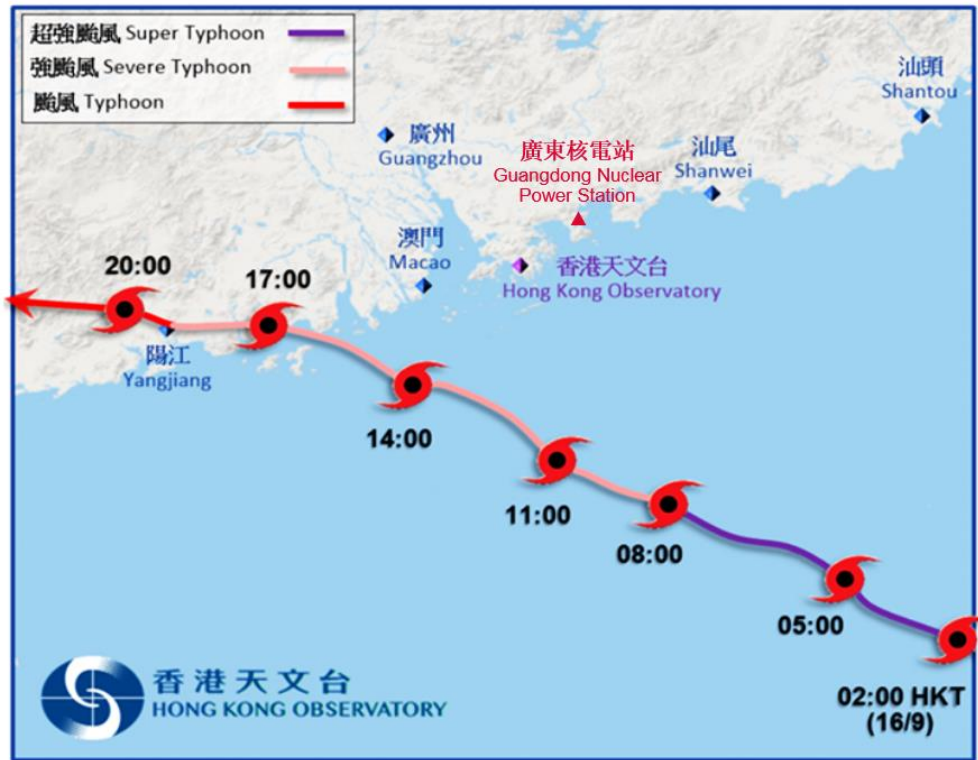 超強颱風 Super Typhoon
強颱風 Severe Typhoon
颱風 Typhoon
汕頭
Shantou
廣州
Guangzhou
廣東核電站
Guangdong Nuclear
Power Station
汕尾
Shanwei
澳門
Macao
香港天文台
Hong Kong Observatory
20:00
17:00
陽江
Yangjiang
14:00
11:00
08:00
05:00
02:00 HKT
(16/9)
香港天文台
HONG KONG OBSERVATORY